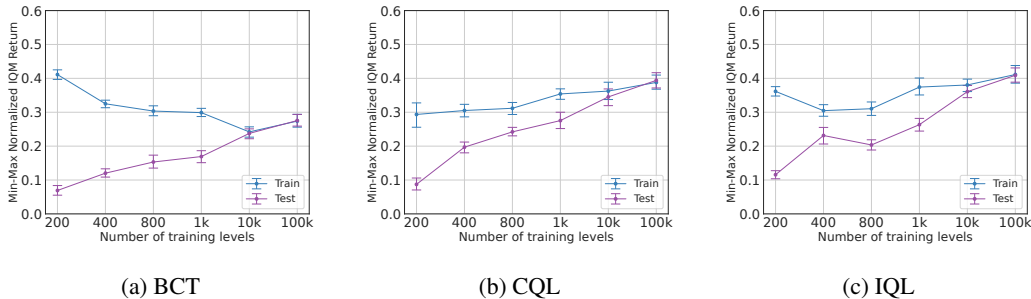 Min-Max Normalized IQM Return
0.6
0.5
0.4
0.3
0.2
0.1
0.0
Train
Test
200 400 800 1k 10k 100k
Number of training levels
(a) BCT
Min-Max Normalized IQM Return
0.6
0.5
0.4
0.3
0.2
0.1
0.0
Train
Test
200 400 800 1k 10k 100k
Number of training levels
(b) CQL
Min-Max Normalized IQM Return
0.6
0.5
0.4
0.3
0.2
0.1
0.0
Train
Test
200 400 800 1k 10k 100k
Number of training levels
(c) IQL